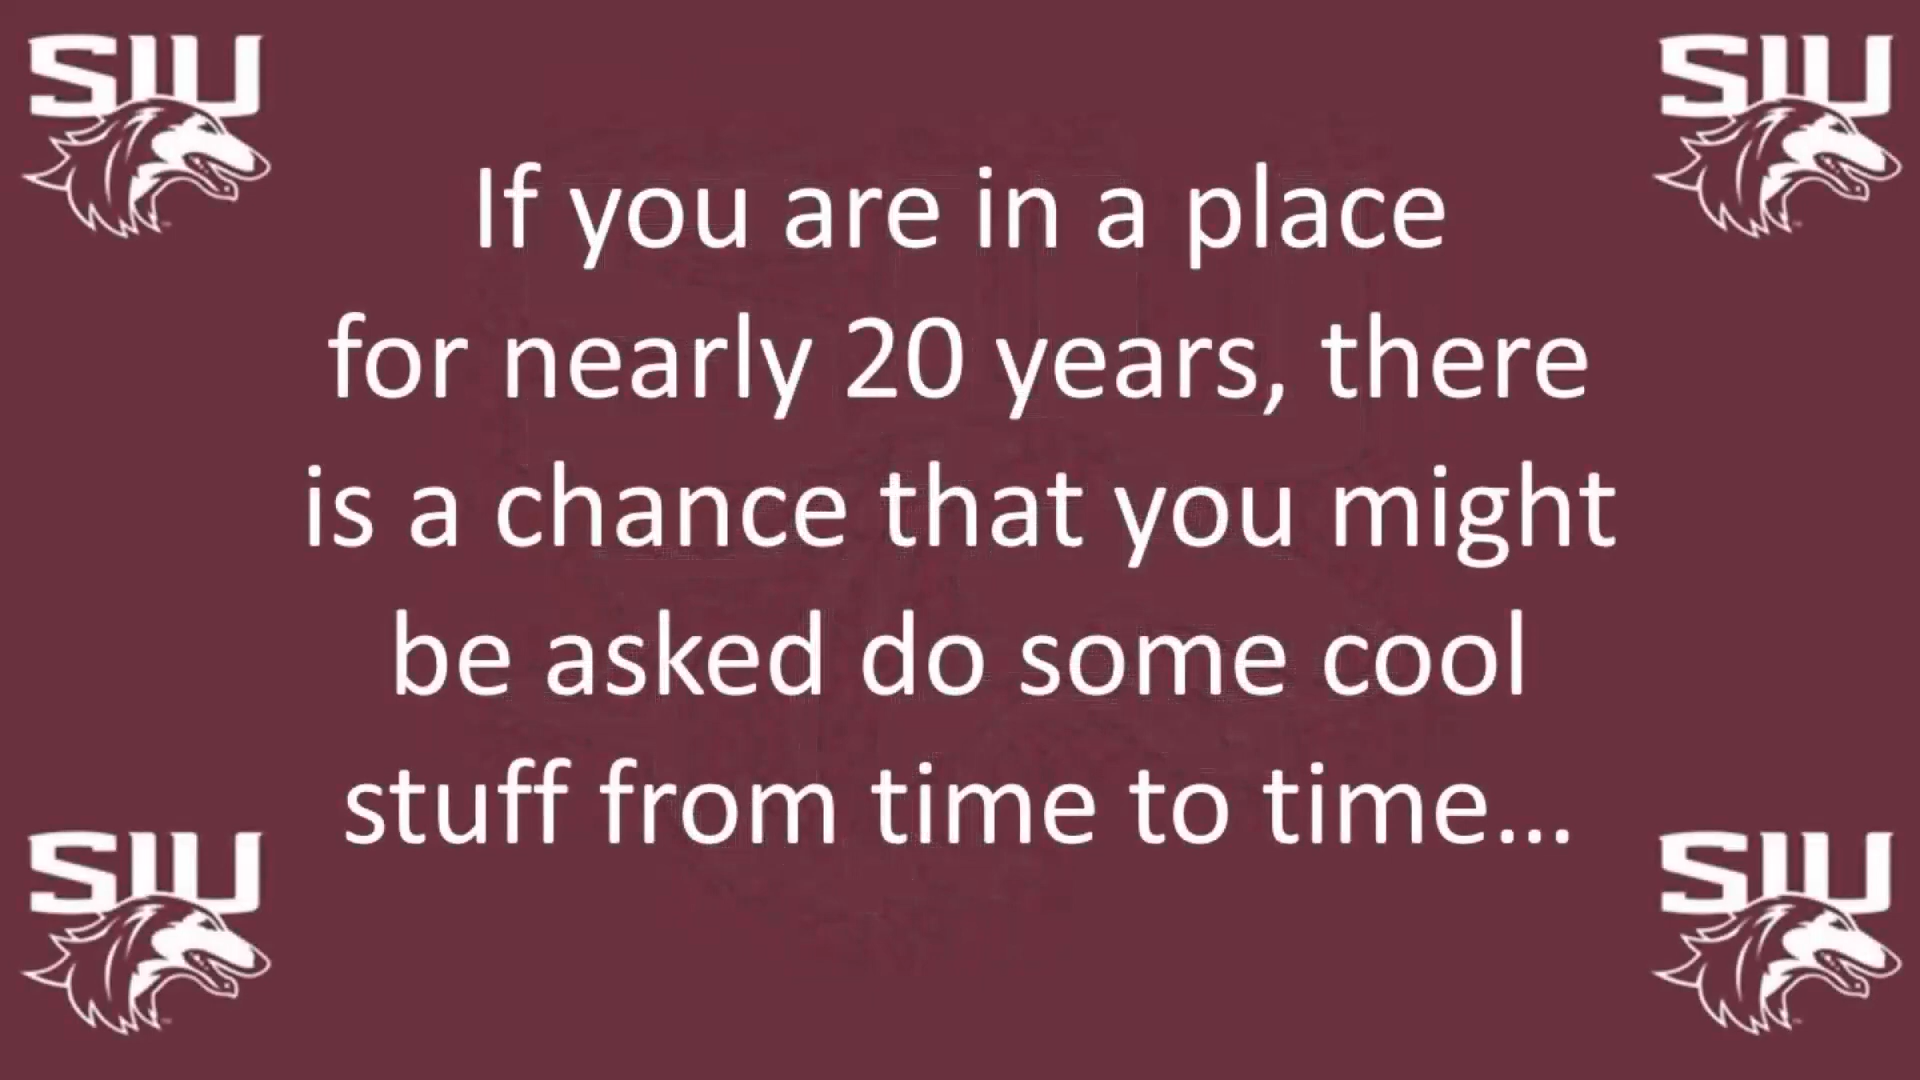 SIU
SIU
If you are in a place
for nearly 20 years, there
is a chance that you might
be asked do some cool
stuff from time to time...
SIU
SIU